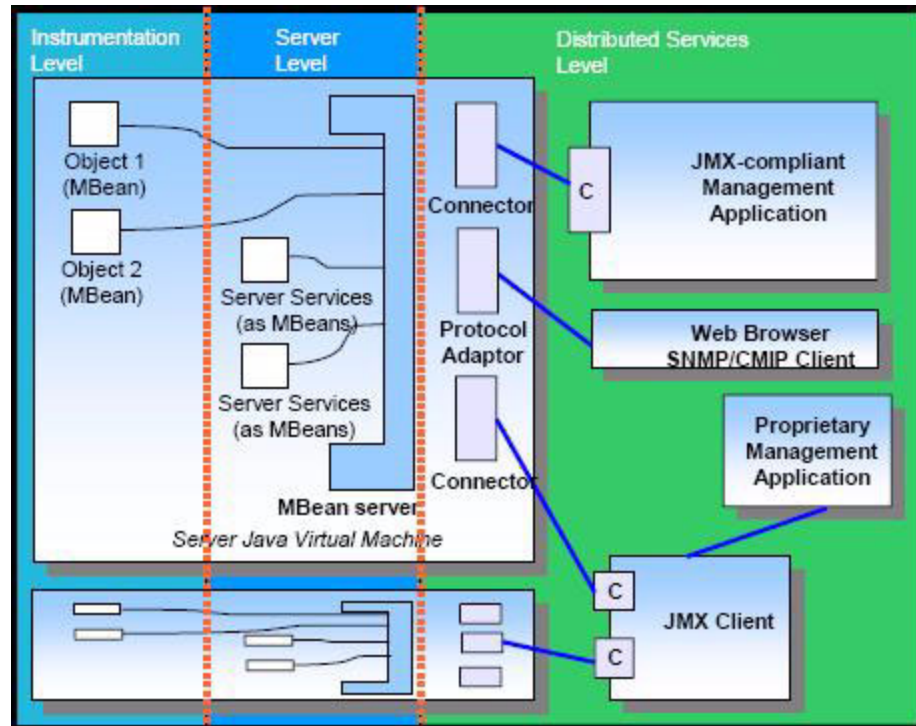 Instrumentation
Level
Server
Level
Distributed Services
Level
Object 1
(MBean)
Object 2
(MBean)
Server Services
(as MBeans)
Server Services
(as MBeans)
MBean server
Server Java Virtual Machine
Connector
Protocol
Adaptor
Connector
C
JMX-compliant
Management
Application
Web Browser
SNMP/CMIP Client
Proprietary
Management
Application
C
C
JMX Client